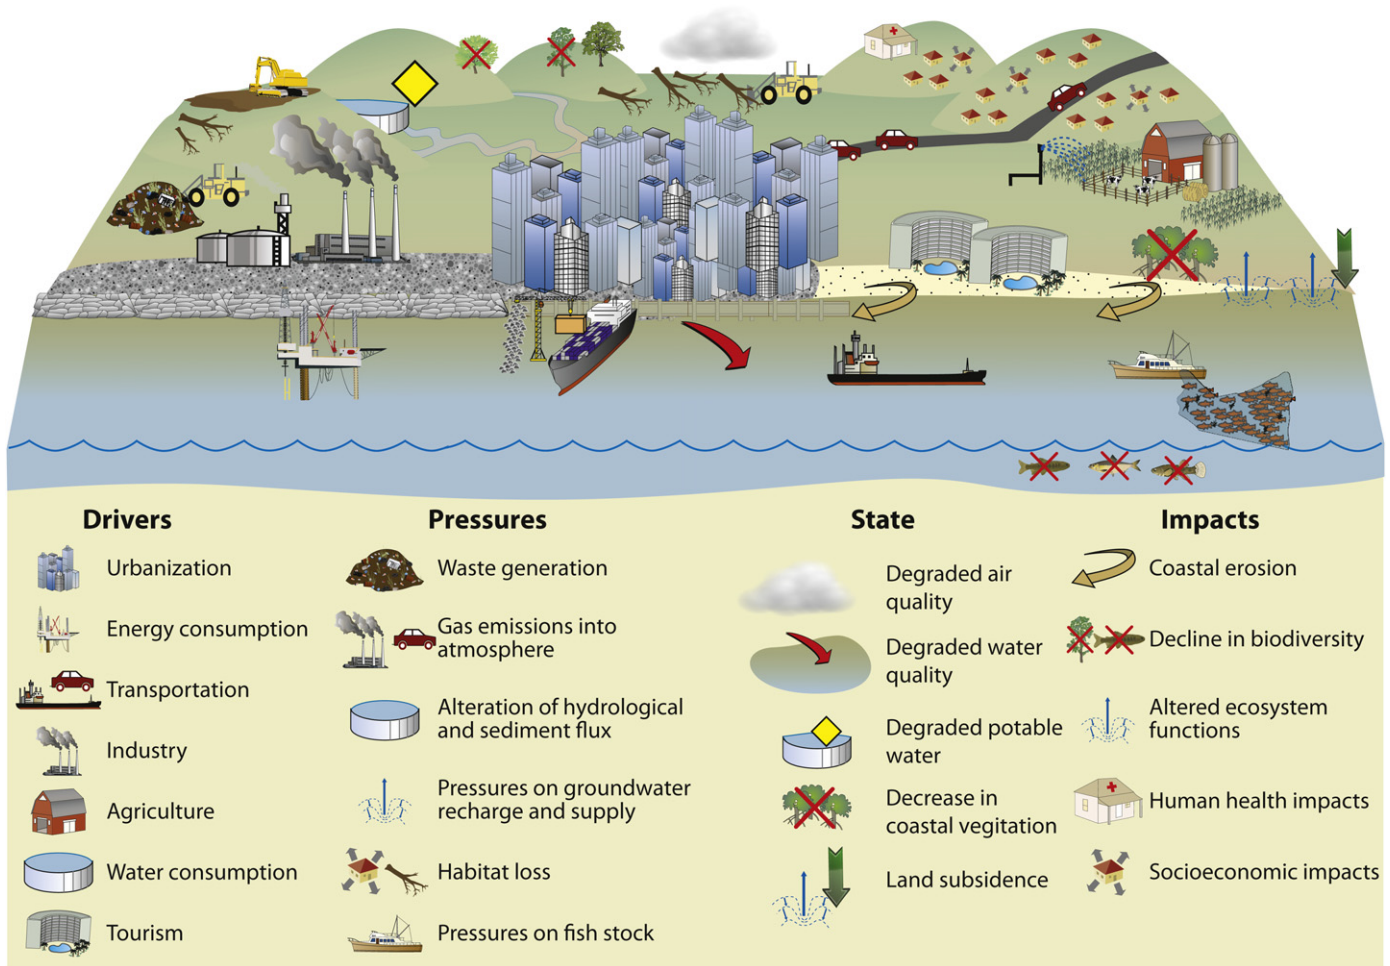 Drivers
Urbanization
Energy consumption
Transportation
Industry
Agriculture
Water consumption
Tourism
Pressures
Waste generation
Gas emissions into
atmosphere
Alteration of hydrological
and sediment flux
Pressures on groundwater
recharge and supply
Habitat loss
Pressures on fish stock
State
Degraded air
quality
Degraded water
quality
Degraded potable
water
Decrease in
coastal vegitation
Land subsidence
Impacts
Coastal erosion
Decline in biodiversity
Altered ecosystem
functions
Human health impacts
Socioeconomic impacts